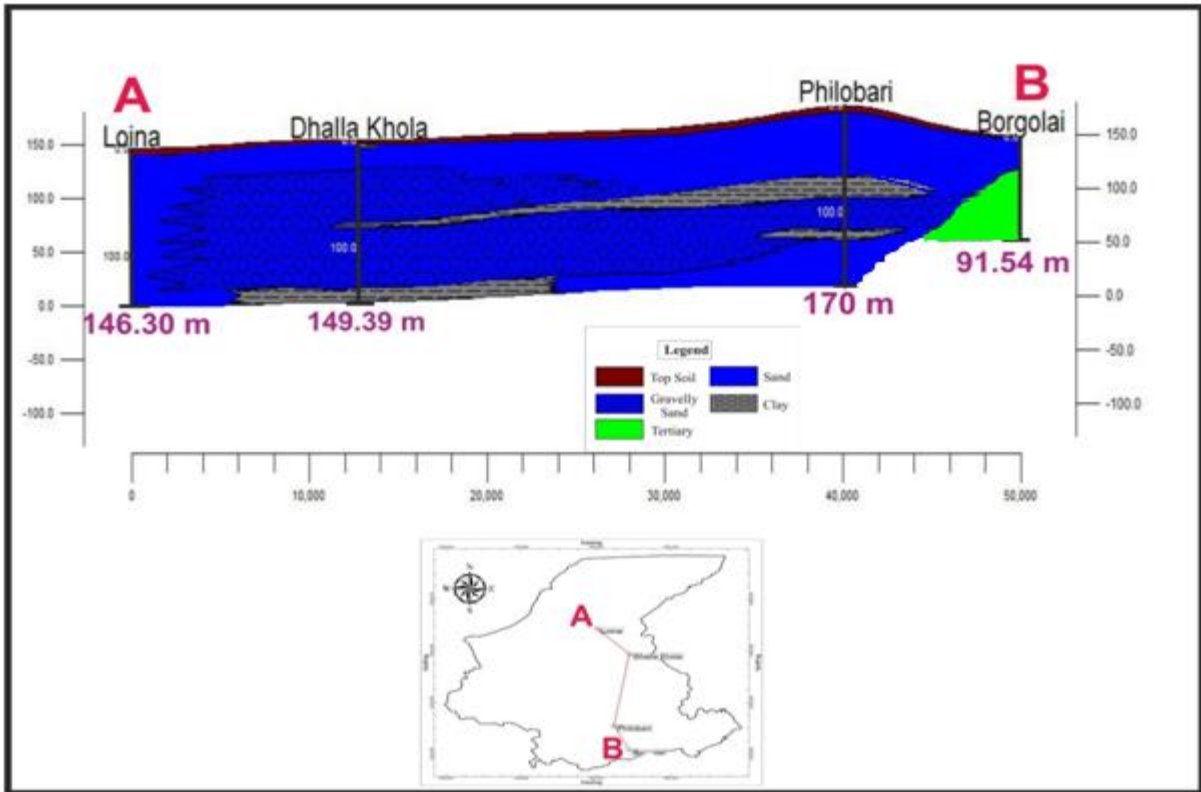 A
B
Loina
Dhalla Khola
Philobari
Borgolai
150.0
100.0
50.0
0.0
-50.0
-100.0
150.0
100.0
50.0
0.0
-50.0
-100.0
100.0
100.0
100.0
146.30 m
149.39 m
170 m
91.54 m
Legend
Top Soil
Sand
Gravelly
Sand
Clay
Tertiary
0
10,000
20,000
30,000
40,000
50,000
N
A
Philobari
B